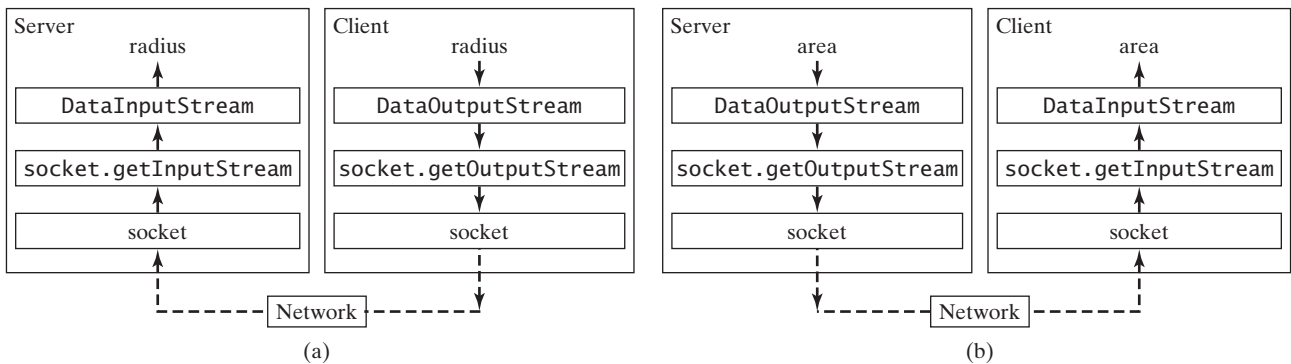 Server
radius
DataInputStream
socket.getInputStream
socket
Client
radius
DataOutputStream
socket.getOutputStream
socket
Network
(a)
Server
area
DataOutputStream
socket.getOutputStream
socket
Client
area
DataInputStream
socket.getInputStream
socket
Network
(b)